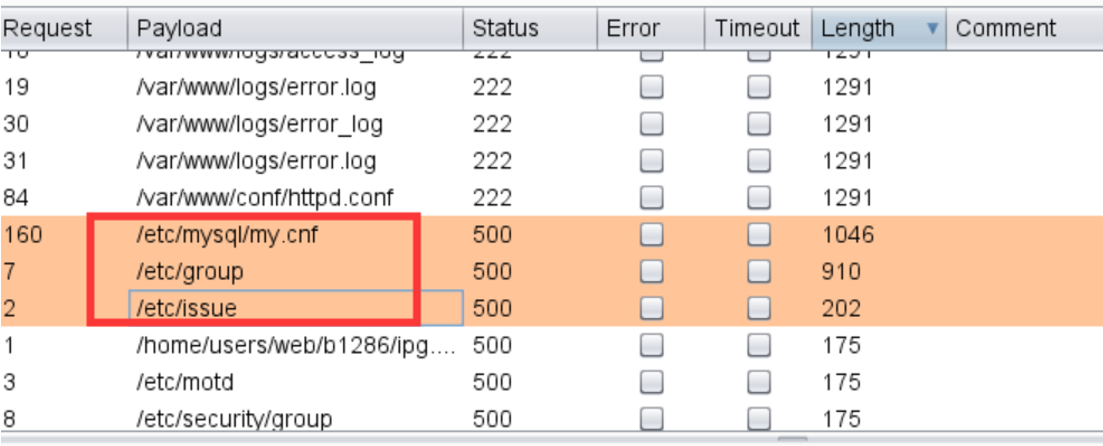 Request Payload Status Error Timeout Length Comment
/var/www/logs/access_log 222 1291
19 /var/www/logs/error.log 222 1291
30 /var/www/logs/error_log 222 1291
31 /var/www/logs/error.log 222 1291
84 /var/www/conf/httpd.conf 222 1291
160 /etc/mysql/my.cnf 500 1046
7 /etc/group 500 910
2 /etc/issue 500 202
1 /home/users/web/b1286/ipg.... 500 175
3 /etc/motd 500 175
8 /etc/security/group 500 175